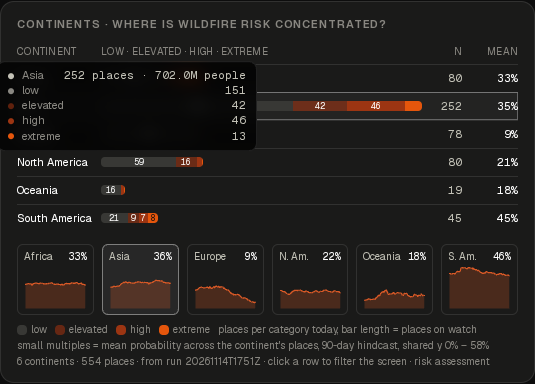 CONTINENTS · WHERE IS WILDFIRE RISK CONCENTRATED?
CONTINENT LOW · ELEVATED · HIGH · EXTREME N MEAN
80 33%
Asia 252 places · 702.0M people
low 151
elevated 42
high 46
extreme 13
42 46 252 35%
78 9%
North America 59 16 80 21%
Oceania 16 19 18%
South America 21 9 7 8 45 45%
Africa 33% Asia 36% Europe 9% N. Am. 22% Oceania 18% S. Am. 46%
low elevated high extreme places per category today, bar length = places on watch
small multiples = mean probability across the continent's places, 90-day hindcast, shared y 0% – 58%
6 continents · 554 places · from run 20261114T1751Z · click a row to filter the screen · risk assessment